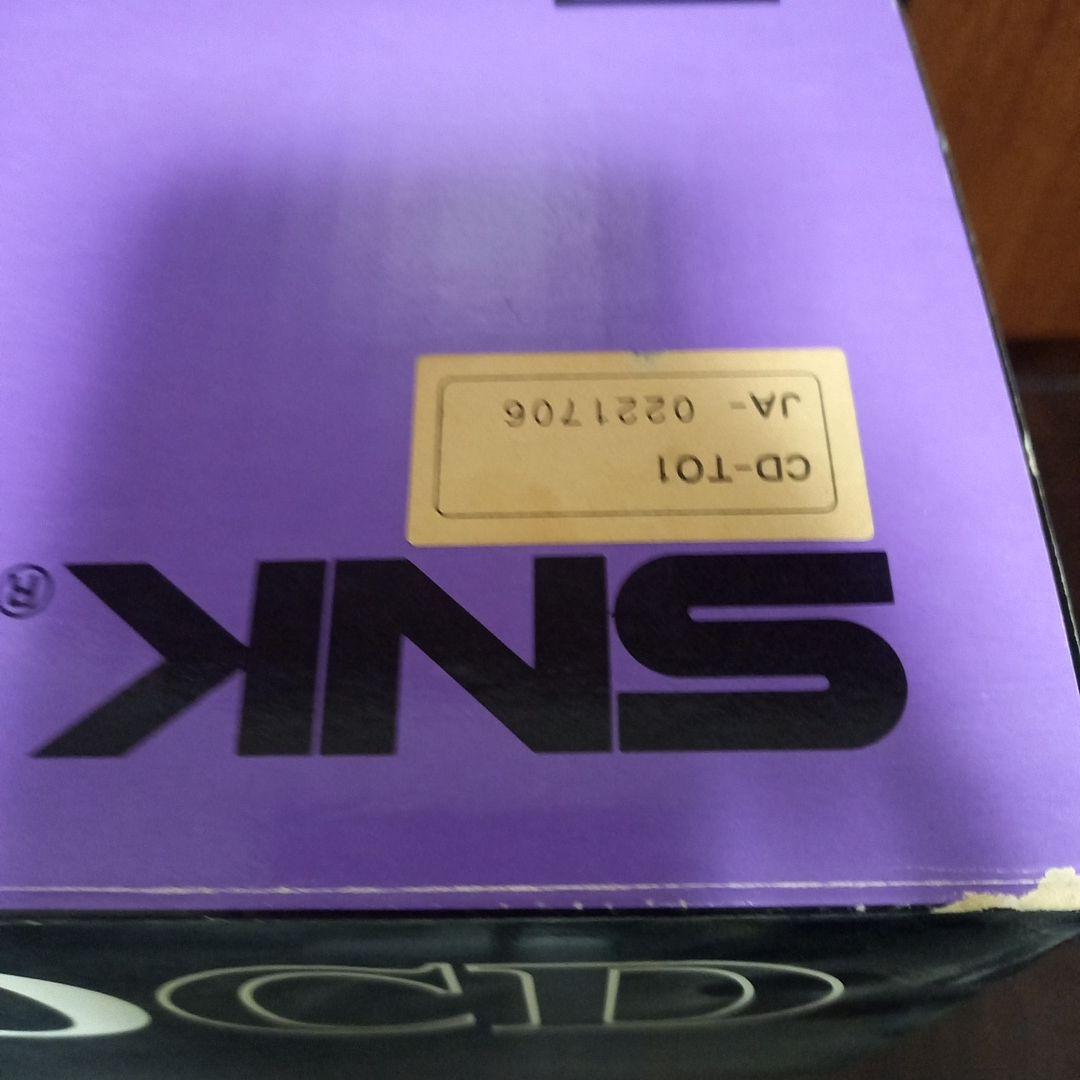 SNK®
CD-T01
JA- 0221706
CD